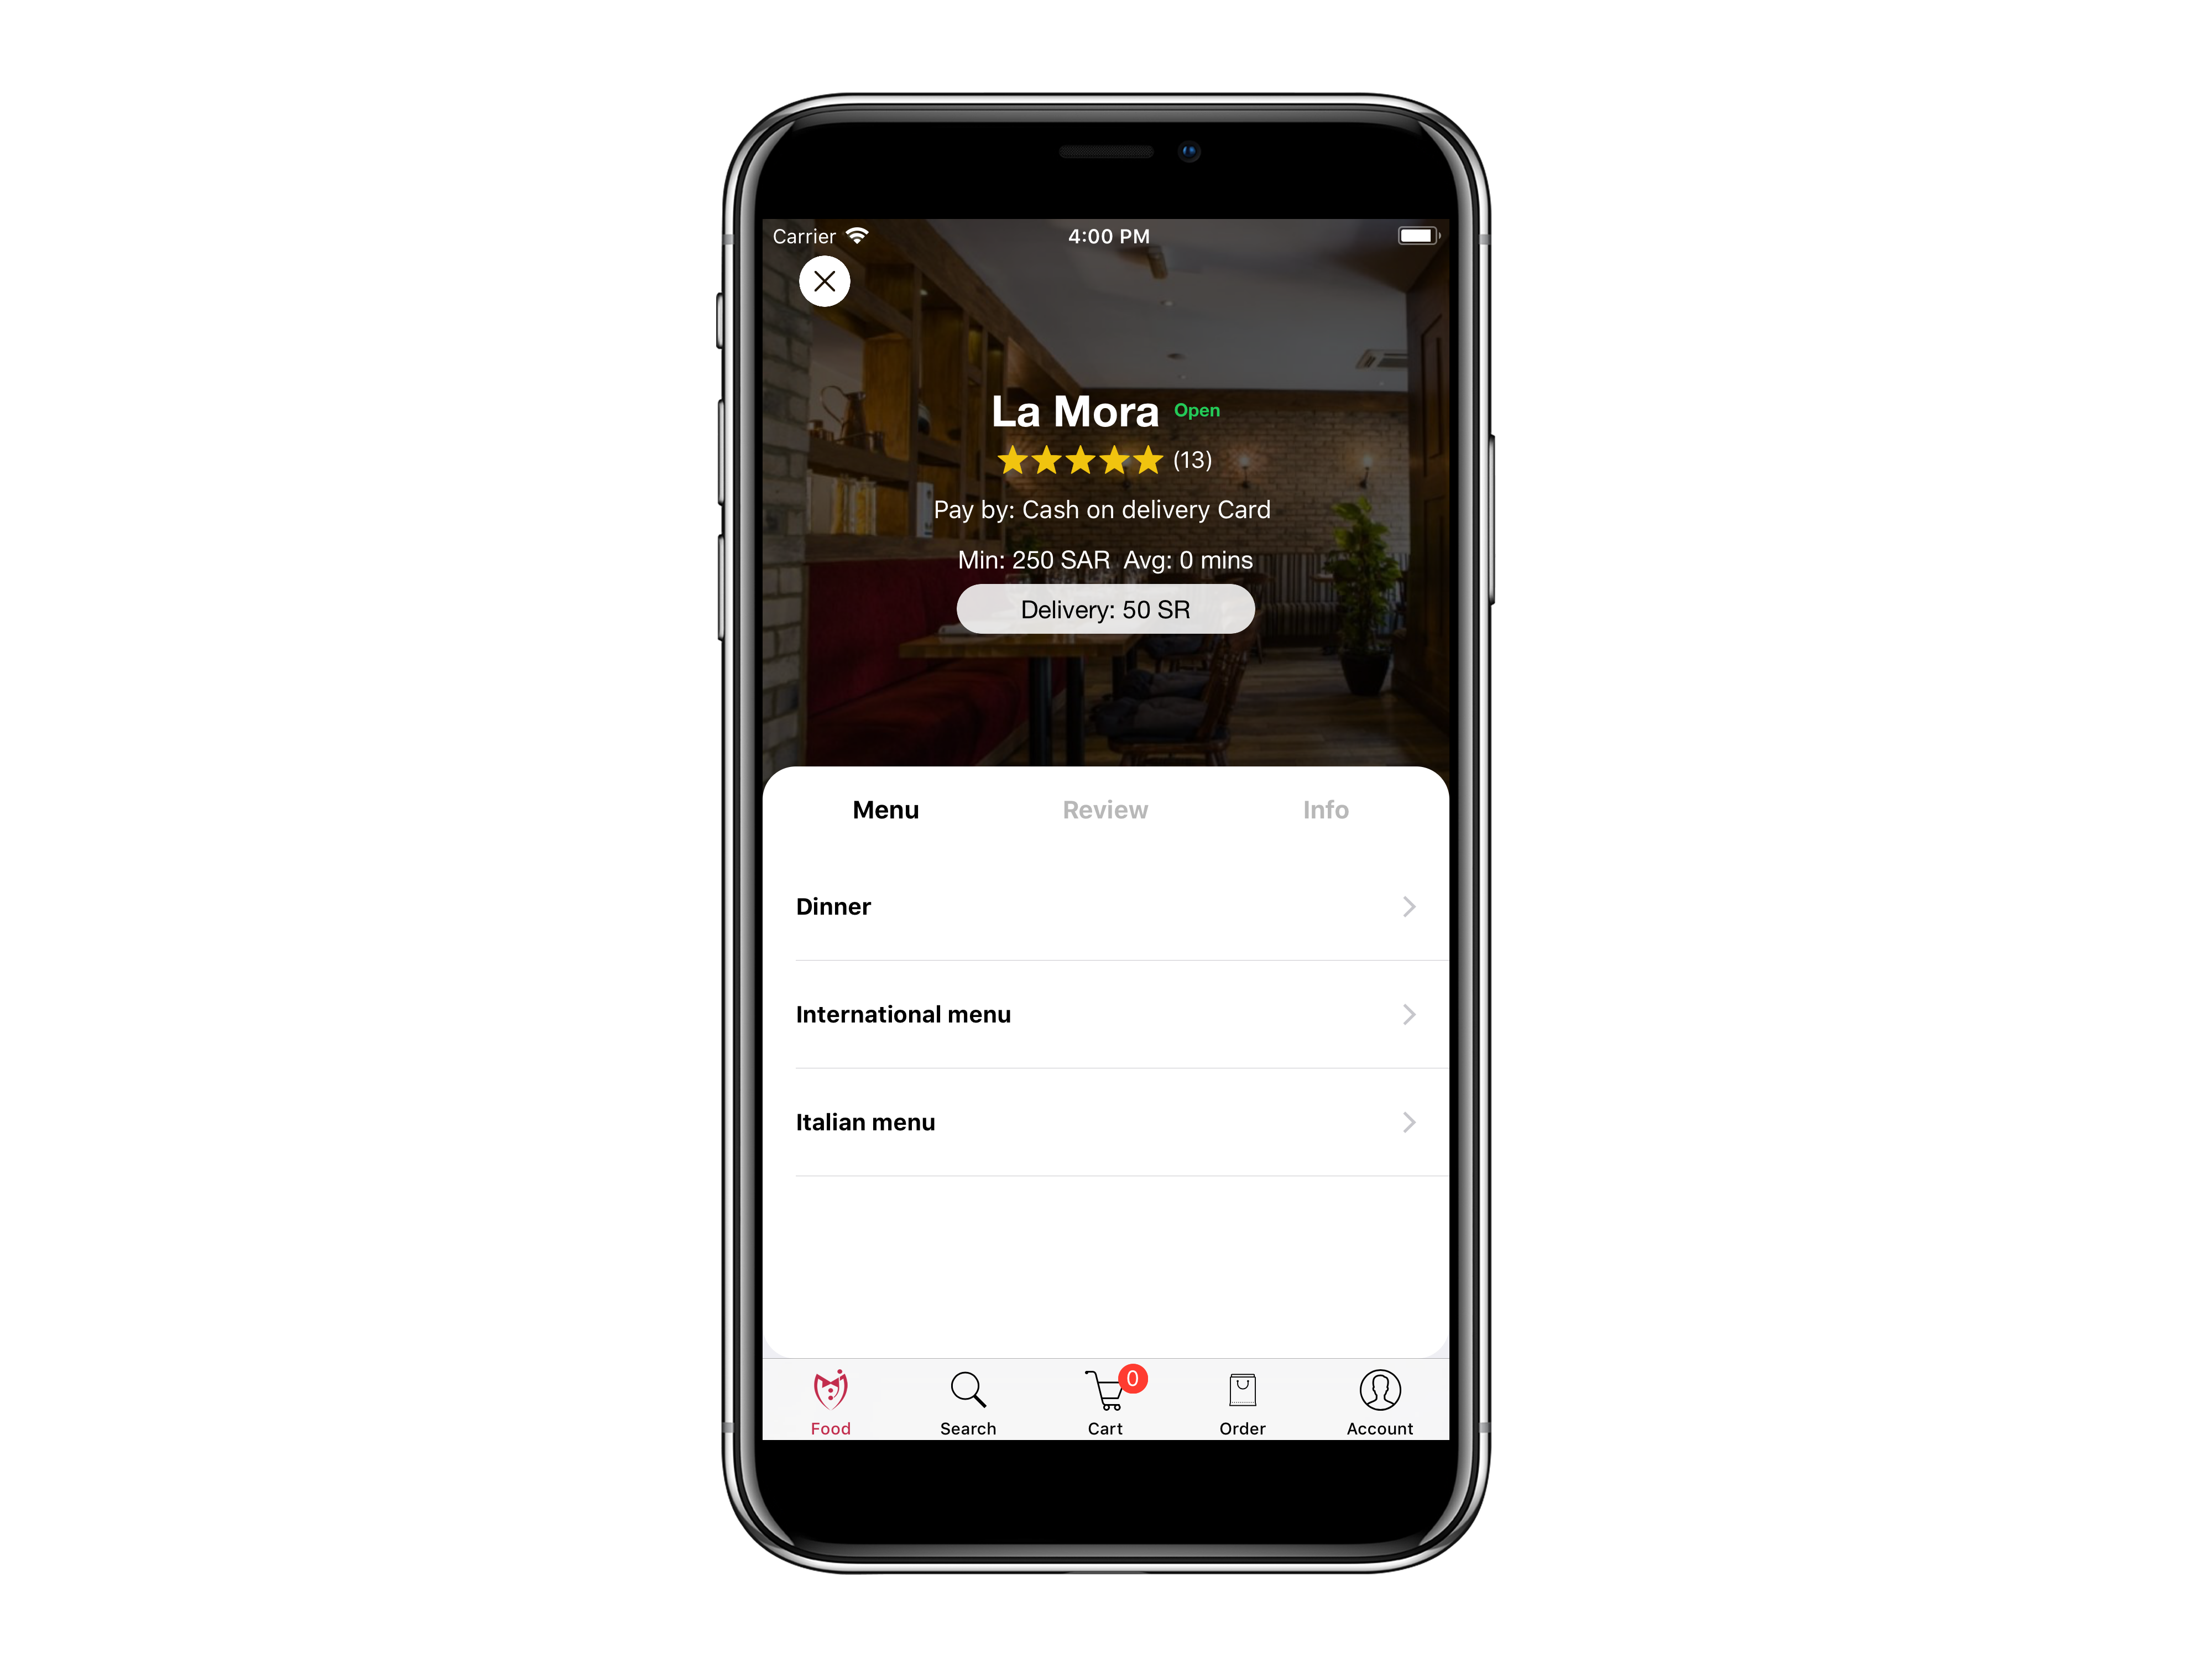 Carrier 4:00 PM
La Mora Open
(13)
Pay by: Cash on delivery Card
Min: 250 SAR Avg: 0 mins
Delivery: 50 SR
Menu Review Info
Dinner
International menu
Italian menu
0
Food Search Cart Order Account